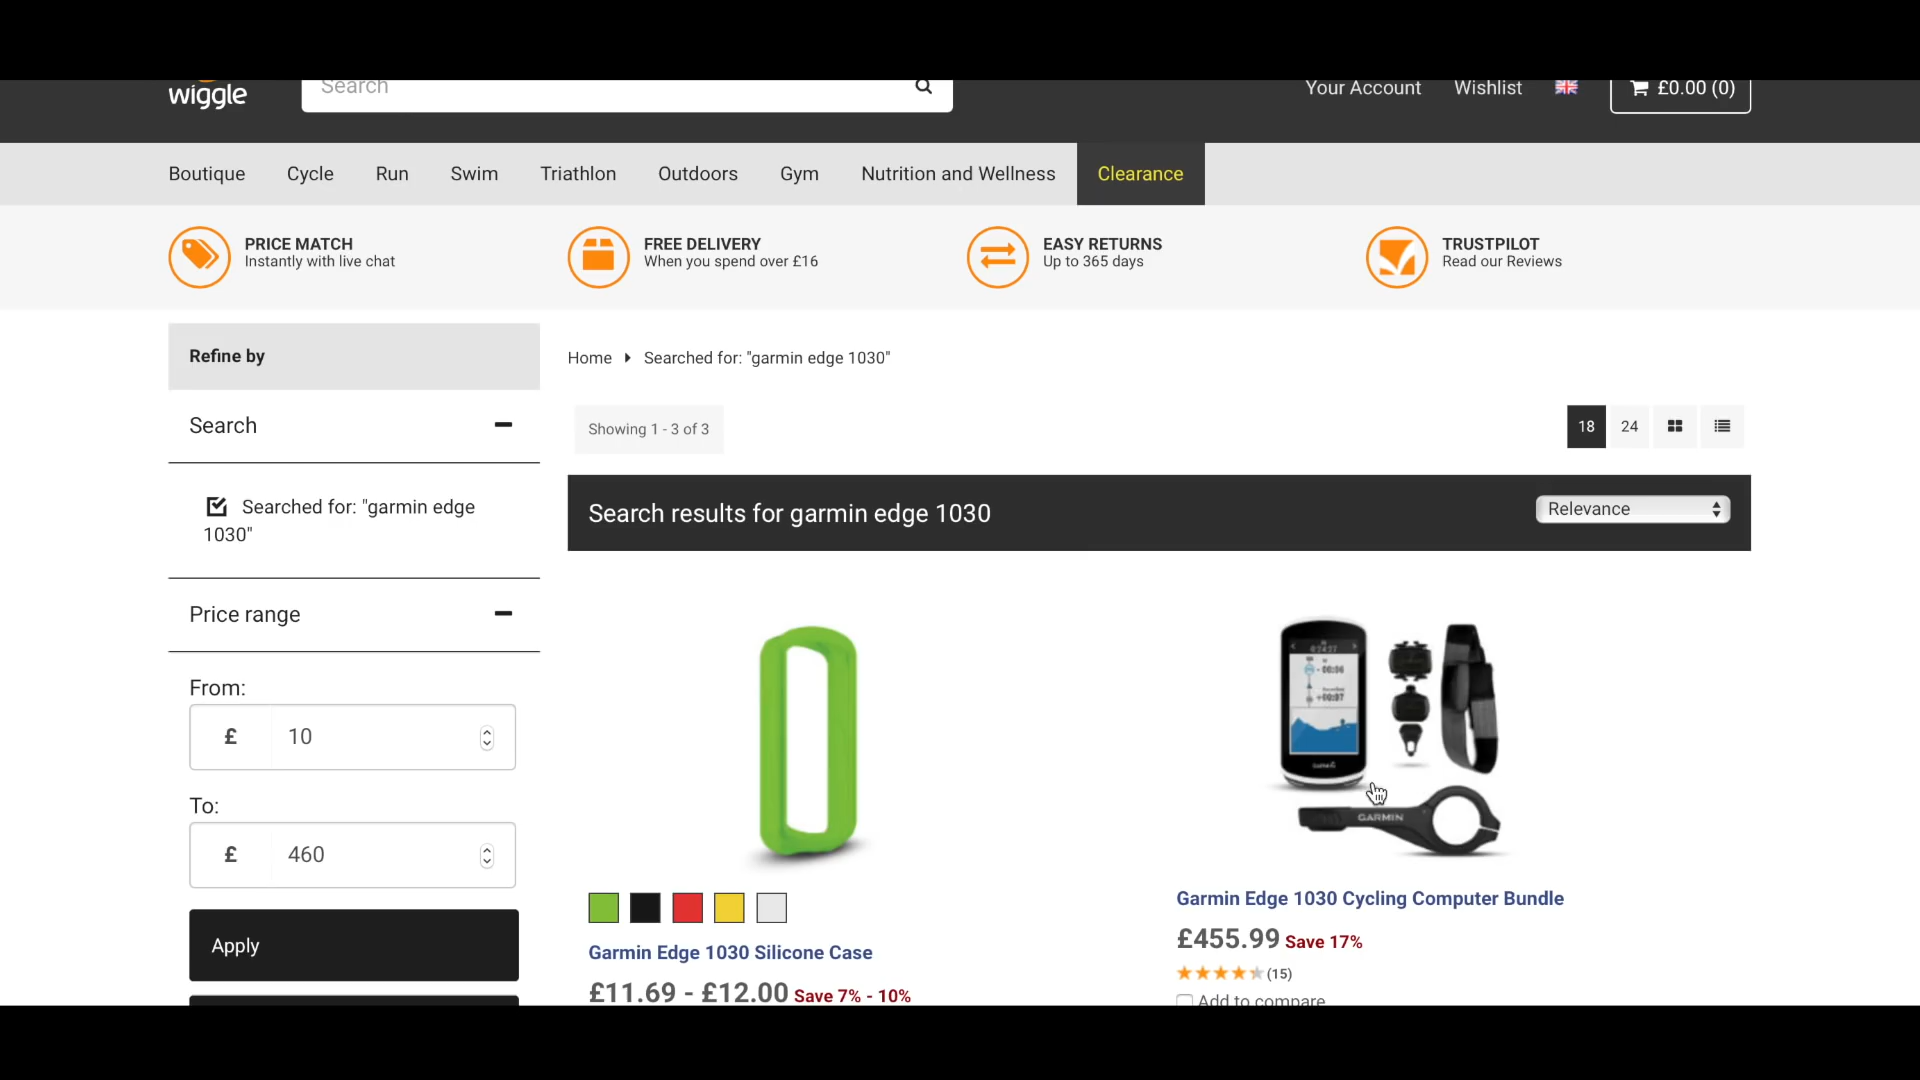 wiggle
Search
Your Account
Wishlist
£0.00 (0)
Boutique
Cycle
Run
Swim
Triathlon
Outdoors
Gym
Nutrition and Wellness
Clearance
PRICE MATCH
Instantly with live chat
FREE DELIVERY
When you spend over £16
EASY RETURNS
Up to 365 days
TRUSTPILOT
Read our Reviews
Refine by
Search
Searched for: "garmin edge
1030"
Price range
From:
£ 10
To:
£ 460
Apply
Home
Searched for: "garmin edge 1030"
Showing 1 - 3 of 3
18
24
Search results for garmin edge 1030
Relevance
Garmin Edge 1030 Silicone Case
£11.69 - £12.00 Save 7% - 10%
GARMIN
Garmin Edge 1030 Cycling Computer Bundle
£455.99 Save 17%
(15)
Add to compare